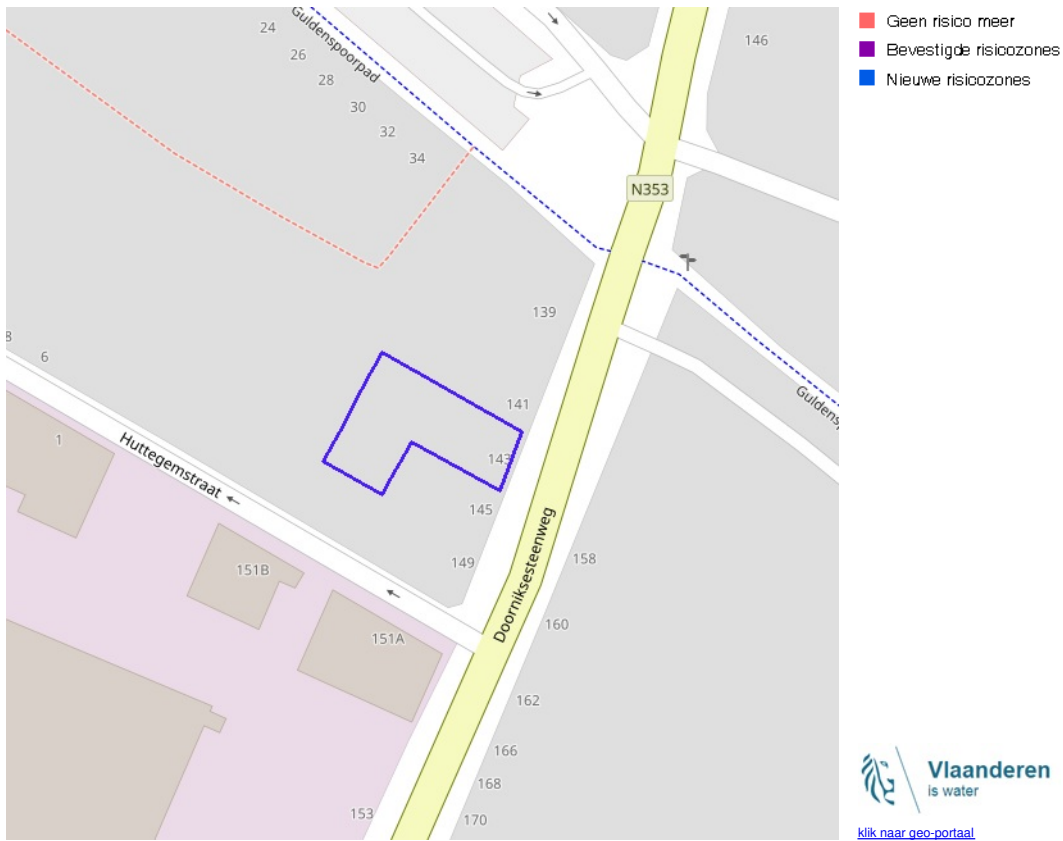 24
26
28
30
32
34
Guldenspoorpad
146
N353
139
8
6
141
143
145
149
1
Huttegemstraat
151B
151A
Doorniksesteenweg
158
160
162
166
168
170
153
Geen risico meer
Bevestigde risicozones
Nieuwe risicozones
Vlaanderen
is water
klik naar geo-portaal